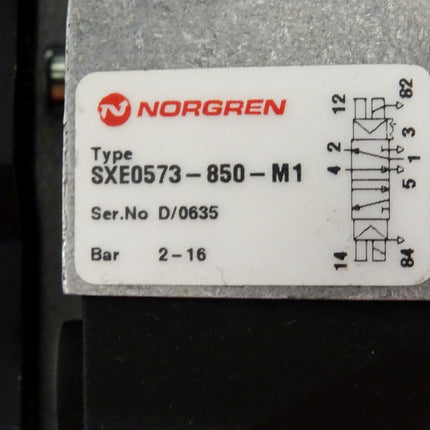 NORGREN
Type
SXE0573-850-M1
Ser.No D/0635
Bar 2-16
12 82
4 2 3 1 5
14 84